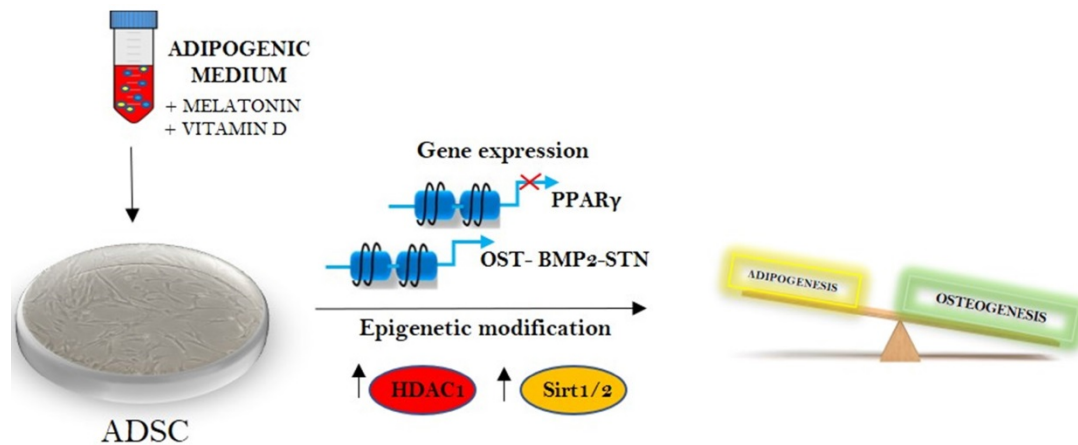 ADIPOGENIC
MEDIUM
+ MELATONIN
+ VITAMIN D
Gene expression
PPARγ
OST- BMP2-STN
Epigenetic modification
HDAC1
Sirt1/2
ADSC
ADIPOGENESIS
OSTEOGENESIS